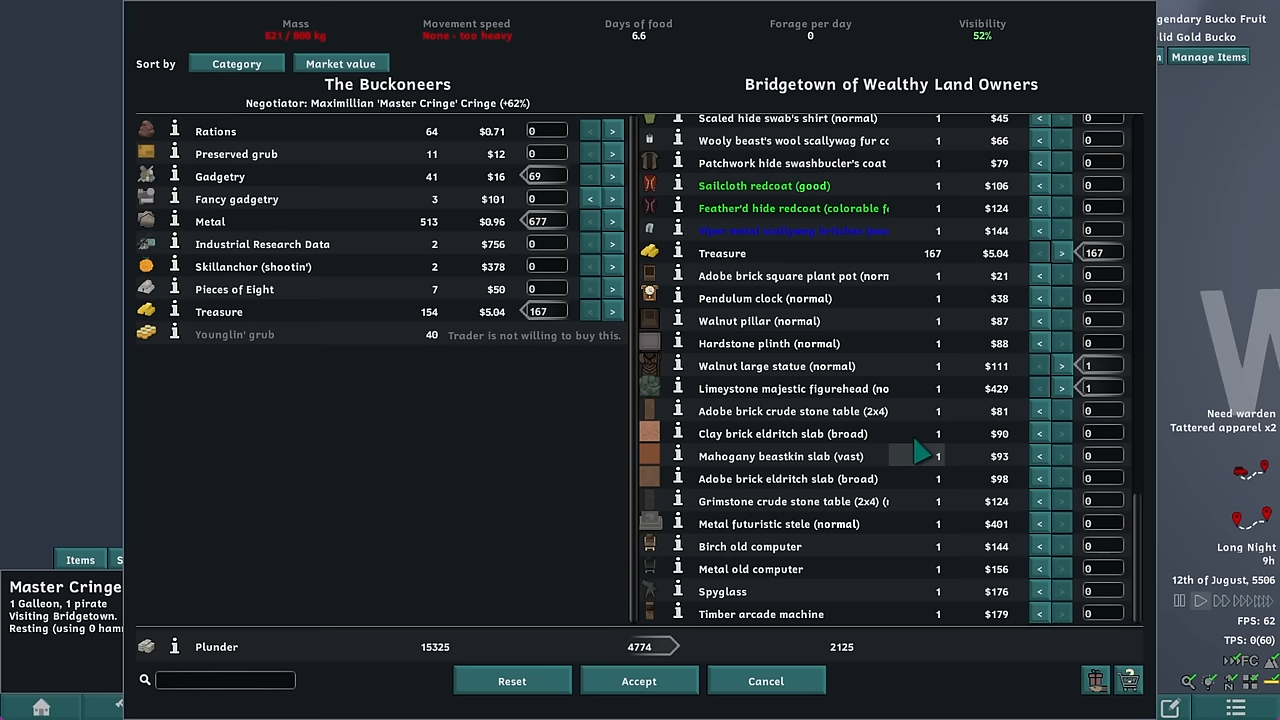 Mass Movement speed Days of food Forage per day Visibility
821 / 800 kg None - too heavy 6.6 0 52%
Sort by Category Market value
The Buckoneers
Negotiator: Maximillian 'Master Cringe' Cringe (+62%)
Rations 64 $0.71 0 < >
Preserved grub 11 $12 0 < >
Gadgetry 41 $16 69 < >
Fancy gadgetry 3 $101 0 < >
Metal 513 $0.96 677 < >
Industrial Research Data 2 $756 0 < >
Skillanchor (shootin') 2 $378 0 < >
Pieces of Eight 7 $50 0 < >
Treasure 154 $5.04 167 < >
Younglin' grub 40 Trader is not willing to buy this.
Bridgetown of Wealthy Land Owners
Scaled hide swab's shirt (normal) 1 $45 < > 0
Wooly beast's wool scallywag fur cc 1 $66 < > 0
Patchwork hide swashbucler's coat 1 $79 < > 0
Sailcloth redcoat (good) 1 $106 < > 0
Feather'd hide redcoat (colorable fe 1 $124 < > 0
1 $144 < > 0
Treasure 167 $5.04 < > 167
Adobe brick square plant pot (norn 1 $21 < > 0
Pendulum clock (normal) 1 $38 < > 0
Walnut pillar (normal) 1 $87 < > 0
Hardstone plinth (normal) 1 $88 < > 0
Walnut large statue (normal) 1 $111 < > 1
Limeystone majestic figurehead (no 1 $429 < > 1
Adobe brick crude stone table (2x4) 1 $81 < > 0
Clay brick eldritch slab (broad) 1 $90 < > 0
Mahogany beastkin slab (vast) 1 $93 < > 0
Adobe brick eldritch slab (broad) 1 $98 < > 0
Grimstone crude stone table (2x4) (r 1 $124 < > 0
Metal futuristic stele (normal) 1 $401 < > 0
Birch old computer 1 $144 < > 0
Metal old computer 1 $156 < > 0
Spyglass 1 $176 < > 0
Timber arcade machine 1 $179 < > 0
Plunder 15325 4774 2125
Reset Accept Cancel
Items S
Master Cringe
1 Galleon, 1 pirate
Visiting Bridgetown.
Resting (using 0 ham
gendary Bucko Fruit
lid Gold Bucko
Manage Items
W
Need warden
Tattered apparel x2
Long Night
9h
12th of Jugust, 5506
FPS: 62
TPS: 0(60)
FC
N